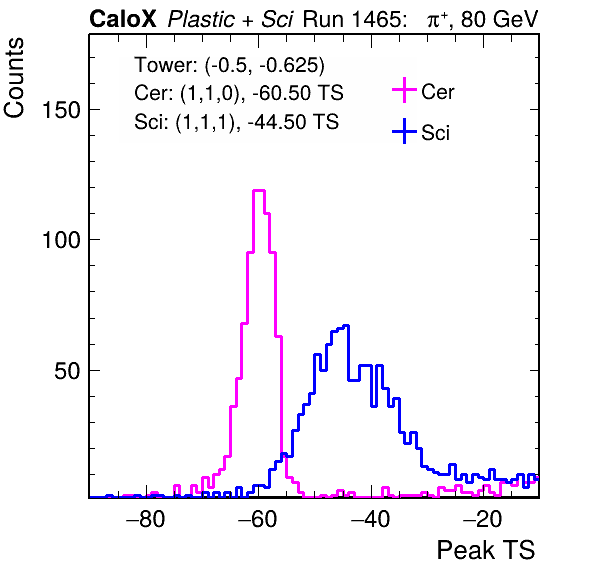 CaloX Plastic + Sci Run 1465: π⁺, 80 GeV
Counts
Tower: (-0.5, -0.625)
Cer: (1,1,0), -60.50 TS
Sci: (1,1,1), -44.50 TS
Cer
Sci
150
100
50
−80 −60 −40 −20
Peak TS